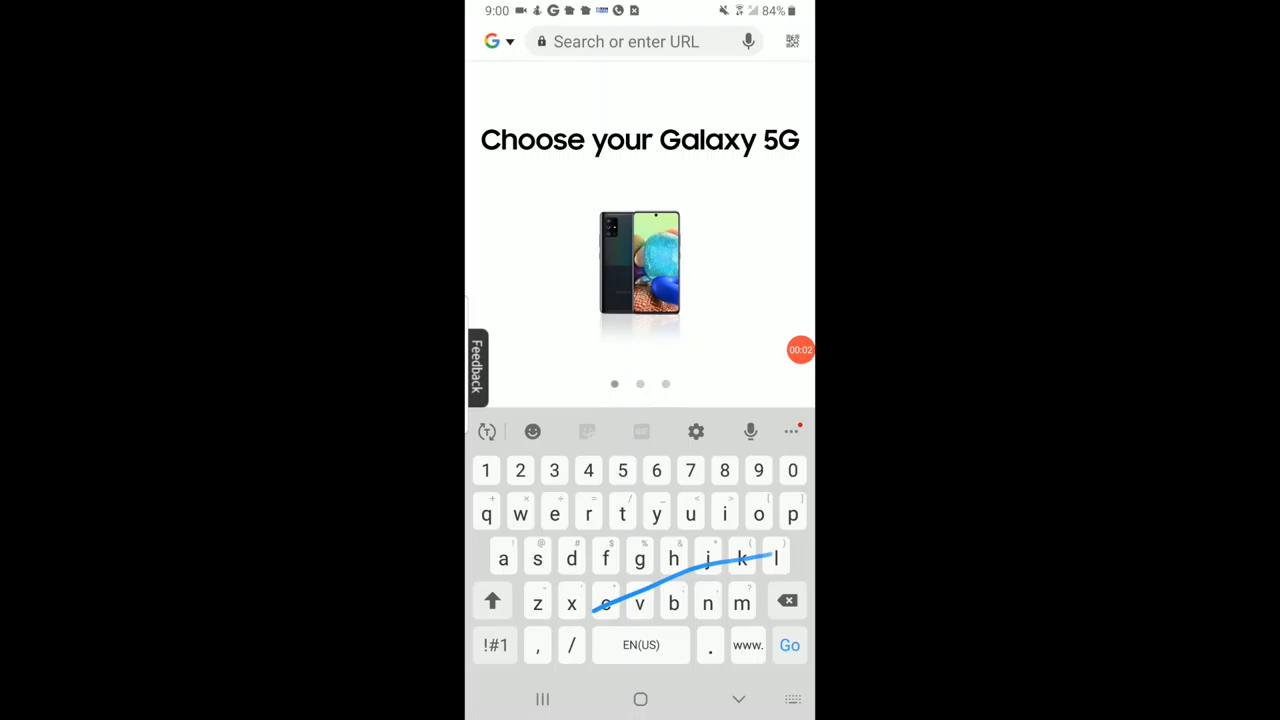 9:00 84%
Search or enter URL
Choose your Galaxy 5G
00:02
Feedback
1 2 3 4 5 6 7 8 9 0
+ × ÷ = / _ < > [ ]
q w e r t y u i o p
! @ # $ % & * ( )
a s d f g h j k l
z x c v b n m
!#1 , / EN(US) . www. Go